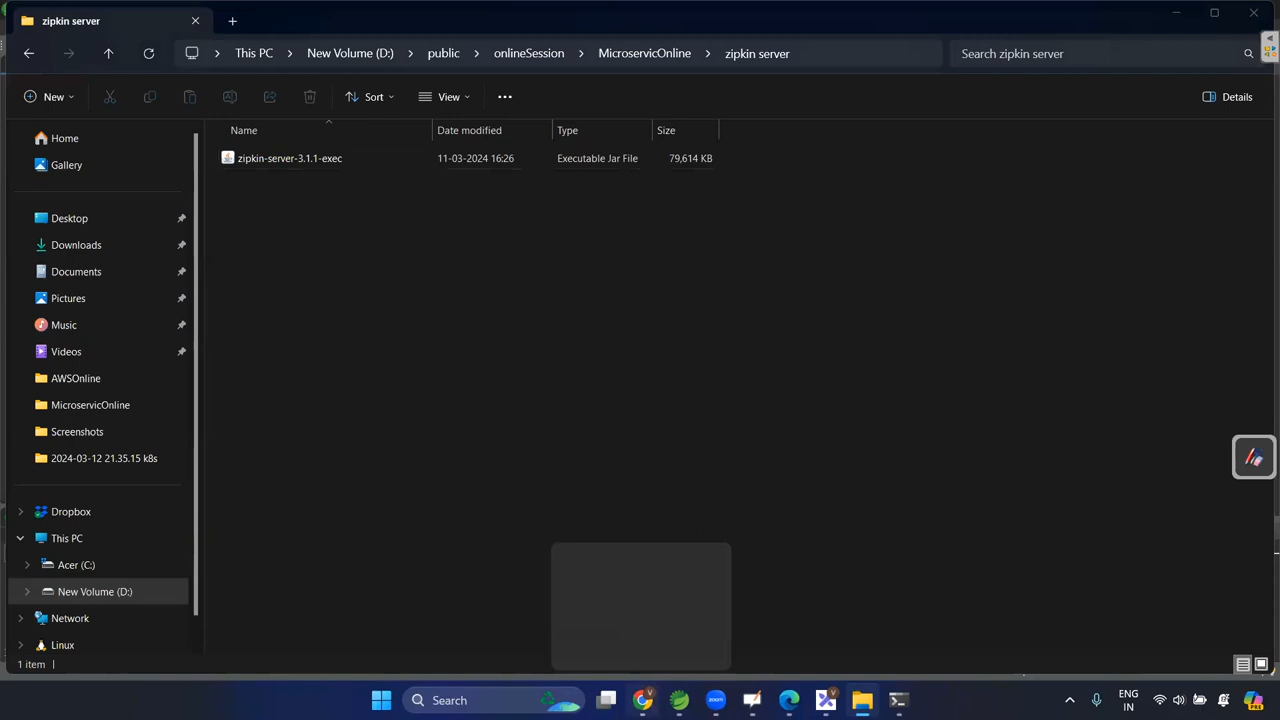 zipkin server
This PC
New Volume (D:)
public
onlineSession
MicroservicOnline
zipkin server
Search zipkin server
New
Sort
View
Details
Name
Date modified
Type
Size
zipkin-server-3.1.1-exec
11-03-2024 16:26
Executable Jar File
79,614 KB
Home
Gallery
Desktop
Downloads
Documents
Pictures
Music
Videos
AWSOnline
MicroservicOnline
Screenshots
2024-03-12 21.35.15 k8s
Dropbox
This PC
Acer (C:)
New Volume (D:)
Network
Linux
1 item
Search
V
V
ENG
IN
PRE